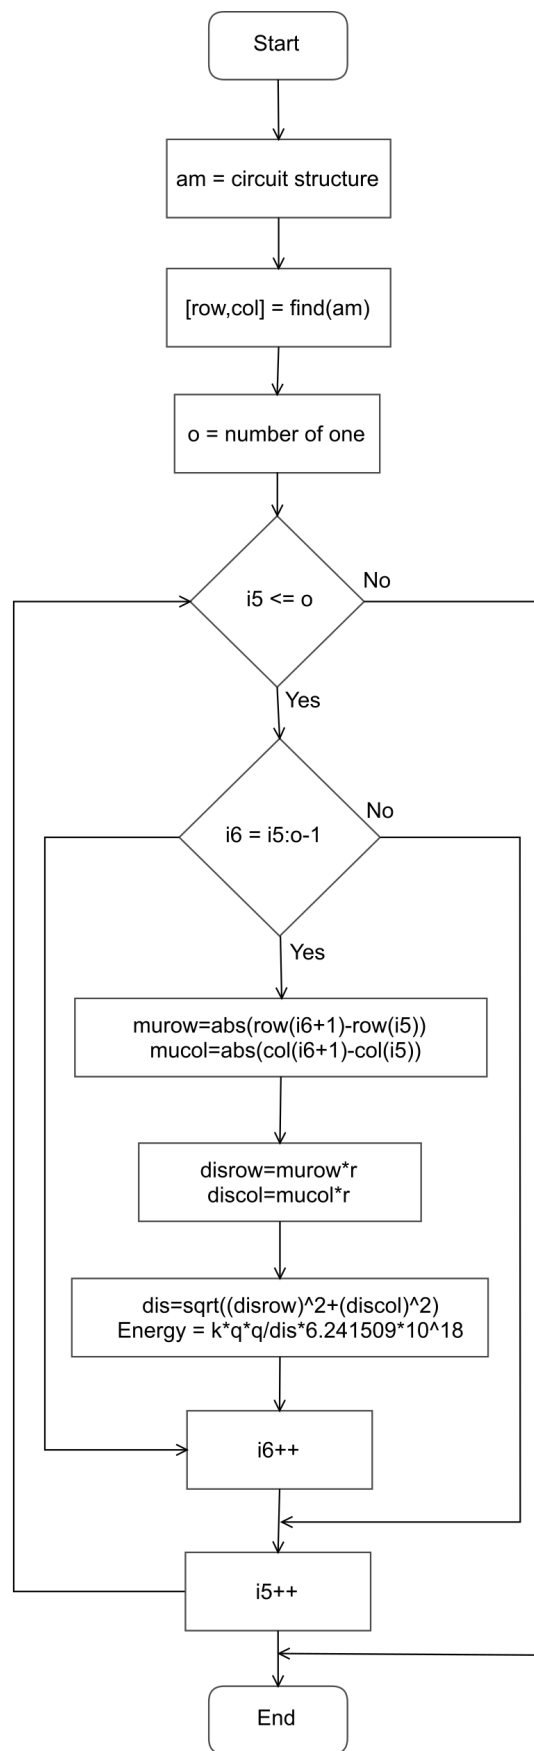 Start
am = circuit structure
[row,col] = find(am)
o = number of one
i5 <= o
No
Yes
i6 = i5:o-1
No
Yes
murow=abs(row(i6+1)-row(i5))
mucol=abs(col(i6+1)-col(i5))
disrow=murow*r
discol=mucol*r
dis=sqrt((disrow)^2+(discol)^2)
Energy = k*q*q/dis*6.241509*10^18
i6++
i5++
End